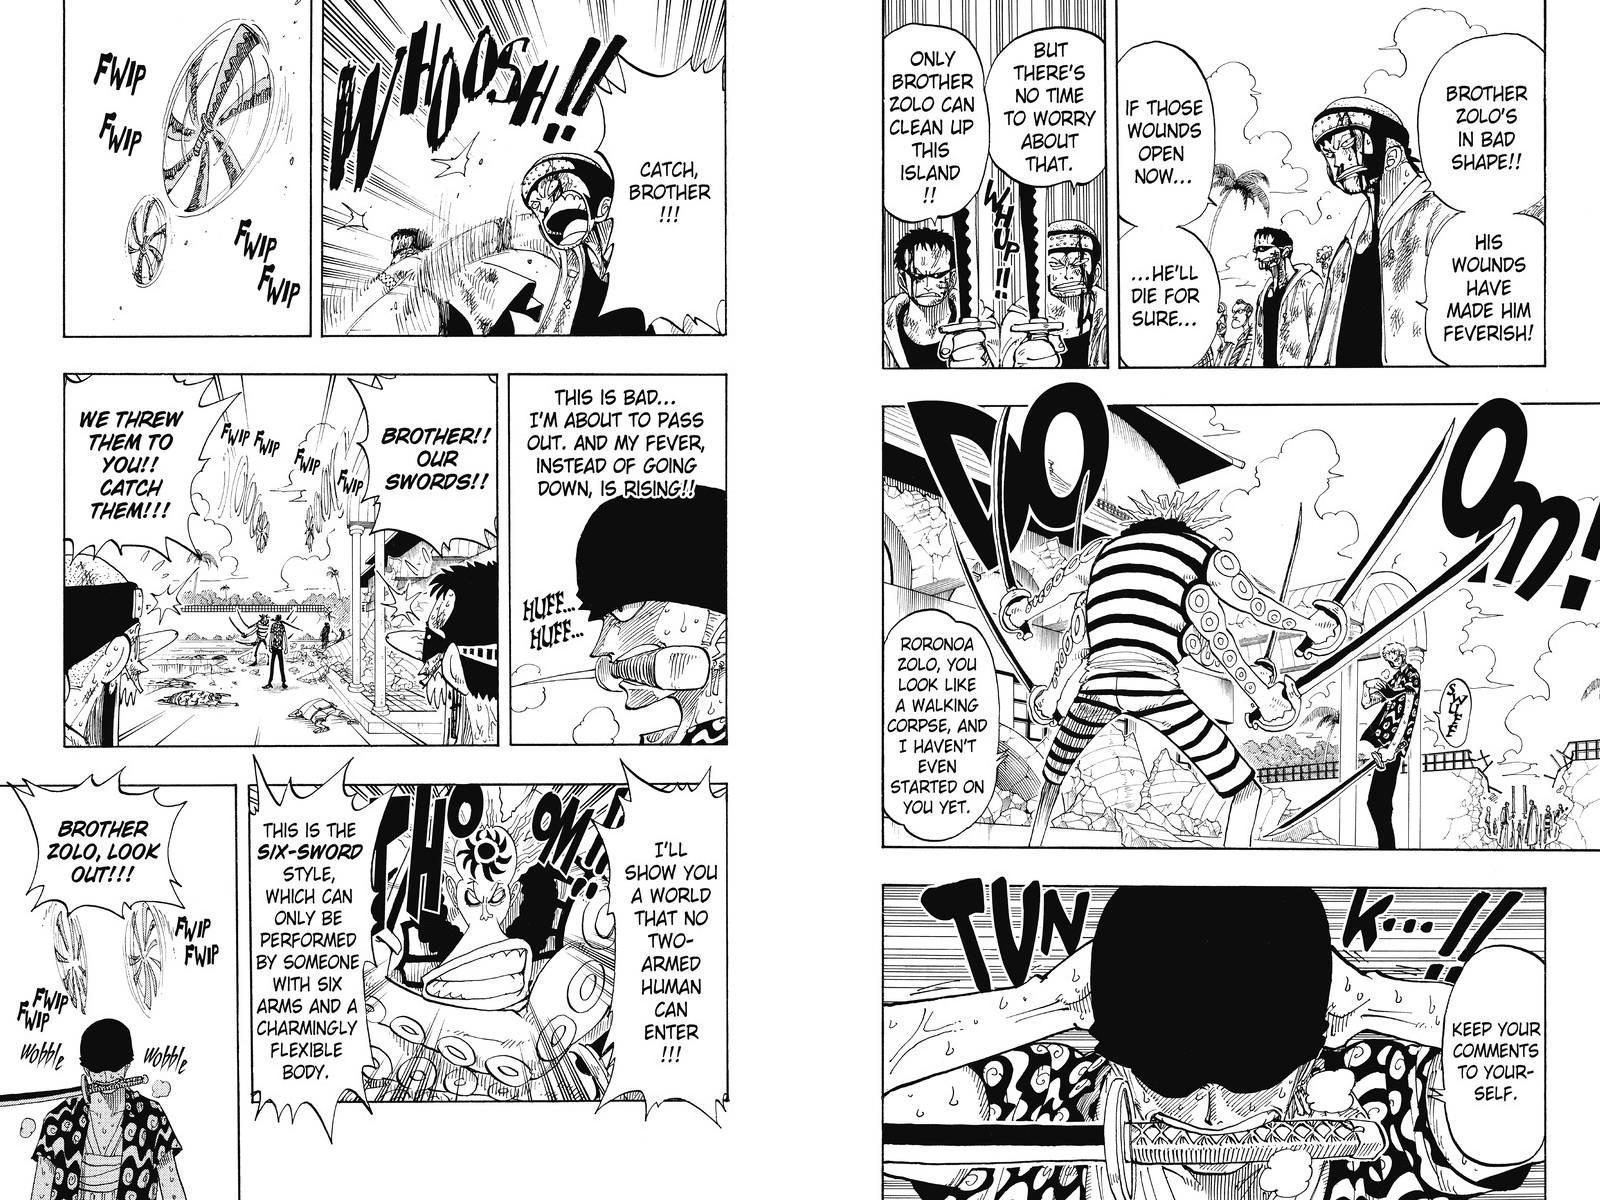 BROTHER
ZOLO'S
IN BAD
SHAPE!!
HIS
WOUNDS
HAVE
MADE HIM
FEVERISH!
IF THOSE
WOUNDS
OPEN
NOW...
...HE'LL
DIE FOR
SURE...
BUT
THERE'S
NO TIME
TO WORRY
ABOUT
THAT.
WHUP!!
ONLY
BROTHER
ZOLO CAN
CLEAN UP
THIS
ISLAND
!!
DOOM!
SWUFF
RORONOA
ZOLO, YOU
LOOK LIKE
A WALKING
CORPSE, AND
I HAVEN'T
EVEN
STARTED ON
YOU YET.
TUNK...!!
KEEP YOUR
COMMENTS
TO YOUR-
SELF.
CATCH,
BROTHER
!!!
WHOOSH!!
FWIP
FWIP
FWIP
FWIP
THIS IS BAD...
I'M ABOUT TO PASS
OUT. AND MY FEVER,
INSTEAD OF GOING
DOWN, IS RISING!!
HUFF...
HUFF...
BROTHER!!
OUR
SWORDS!!
FWIP FWIP
FWIP
FWIP
WE THREW
THEM TO
YOU!!
CATCH
THEM!!!
I'LL
SHOW YOU
A WORLD
THAT NO
TWO-
ARMED
HUMAN
CAN
ENTER
!!!
THOOM!!
THIS IS THE
SIX-SWORD
STYLE,
WHICH CAN
ONLY BE
PERFORMED
BY SOMEONE
WITH SIX
ARMS AND A
CHARMINGLY
FLEXIBLE
BODY.
BROTHER
ZOLO, LOOK
OUT!!!
FWIP
FWIP
FWIP
FWIP
WOBBLE
WOBBLE